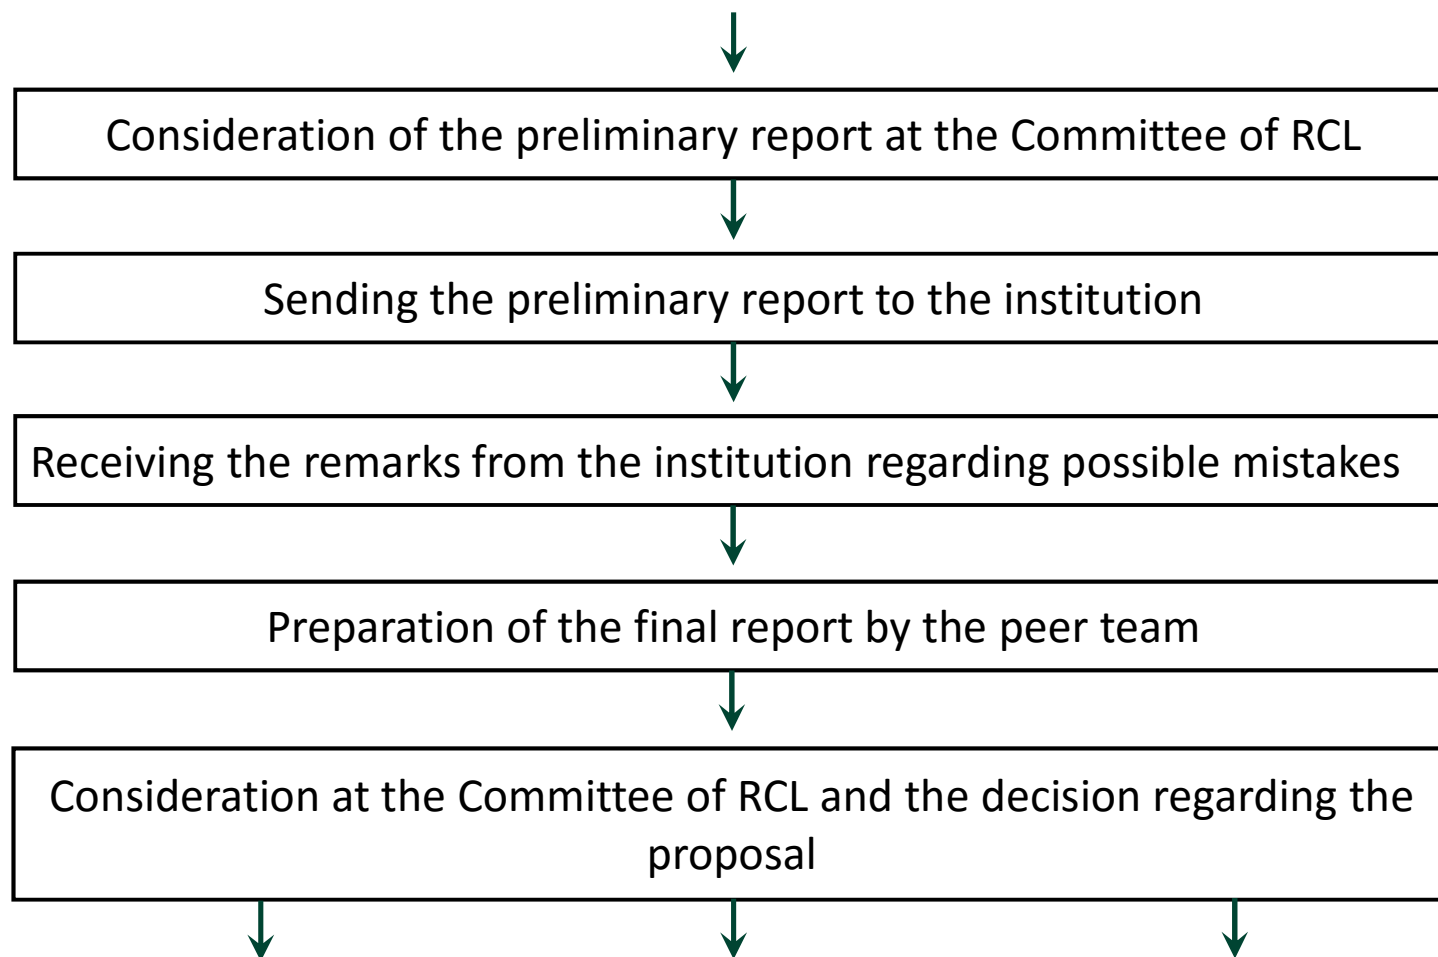 Consideration of the preliminary report at the Committee of RCL
Sending the preliminary report to the institution
Receiving the remarks from the institution regarding possible mistakes
Preparation of the final report by the peer team
Consideration at the Committee of RCL and the decision regarding the
proposal